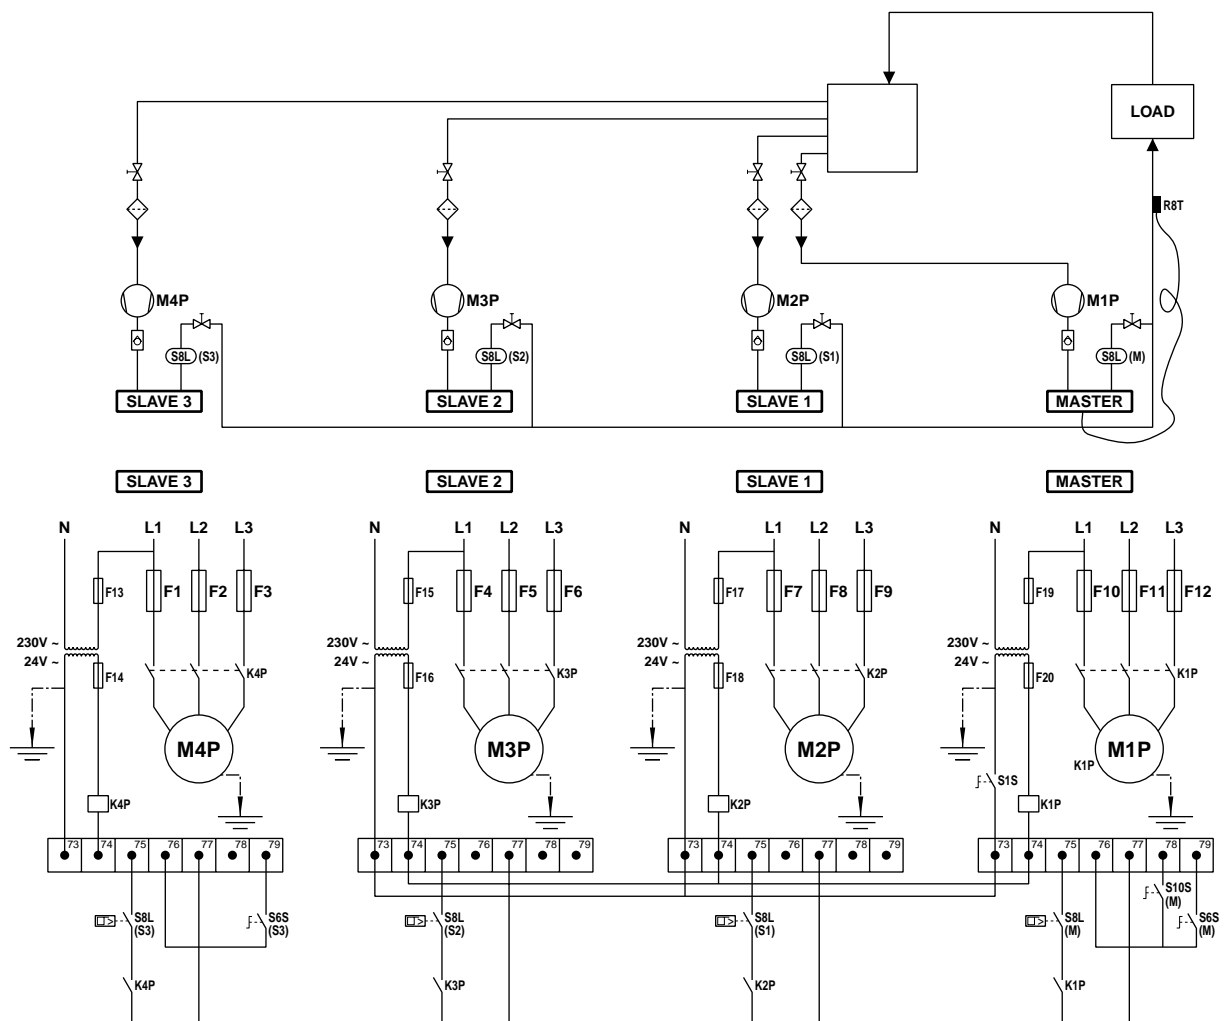 LOAD
R8T
M4P
M3P
M2P
M1P
S8L (S3)
S8L (S2)
S8L (S1)
S8L (M)
SLAVE 3
SLAVE 2
SLAVE 1
MASTER
SLAVE 3
SLAVE 2
SLAVE 1
MASTER
N L1 L2 L3
N L1 L2 L3
N L1 L2 L3
N L1 L2 L3
F13 F1 F2 F3
F15 F4 F5 F6
F17 F7 F8 F9
F19 F10 F11 F12
230V ~
24V ~
F14
K4P
230V ~
24V ~
F16
K3P
230V ~
24V ~
F18
K2P
230V ~
24V ~
F20
K1P
M4P
M3P
M2P
M1P
K1P
S1S
K4P
K3P
K2P
K1P
73 74 75 76 77 78 79
73 74 75 76 77 78 79
73 74 75 76 77 78 79
73 74 75 76 77 78 79
S8L
(S3)
S6S
(S3)
S8L
(S2)
S8L
(S1)
S8L
(M)
S10S
(M)
S6S
(M)
K4P
K3P
K2P
K1P